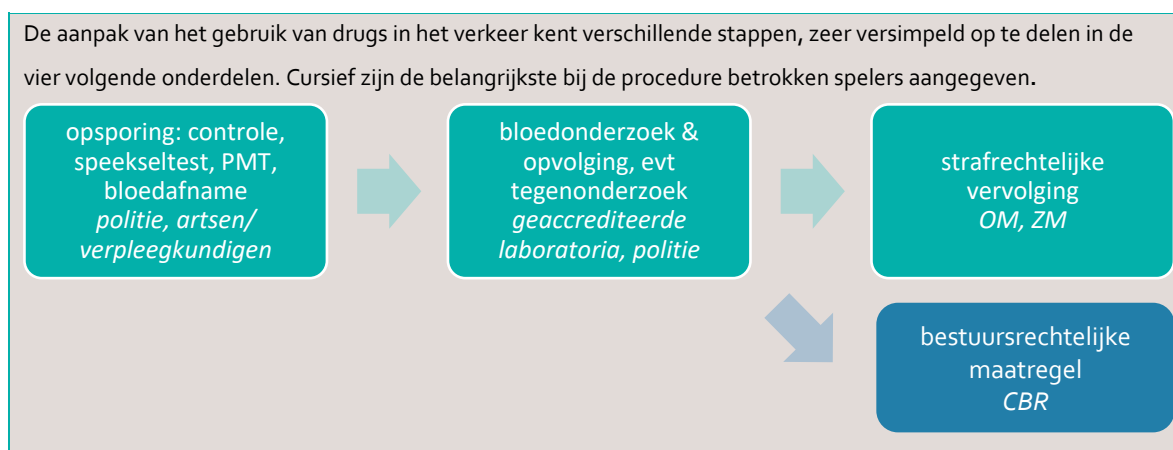 De aanpak van het gebruik van drugs in het verkeer kent verschillende stappen, zeer versimpeld op te delen in de
vier volgende onderdelen. Cursief zijn de belangrijkste bij de procedure betrokken spelers aangegeven.
opsporing: controle,
speekseltest, PMT,
bloedafname
politie, artsen/
verpleegkundigen
bloedonderzoek &
opvolging, evt
tegenonderzoek
geaccrediteerde
laboratoria, politie
strafrechtelijke
vervolging
OM, ZM
bestuursrechtelijke
maatregel
CBR